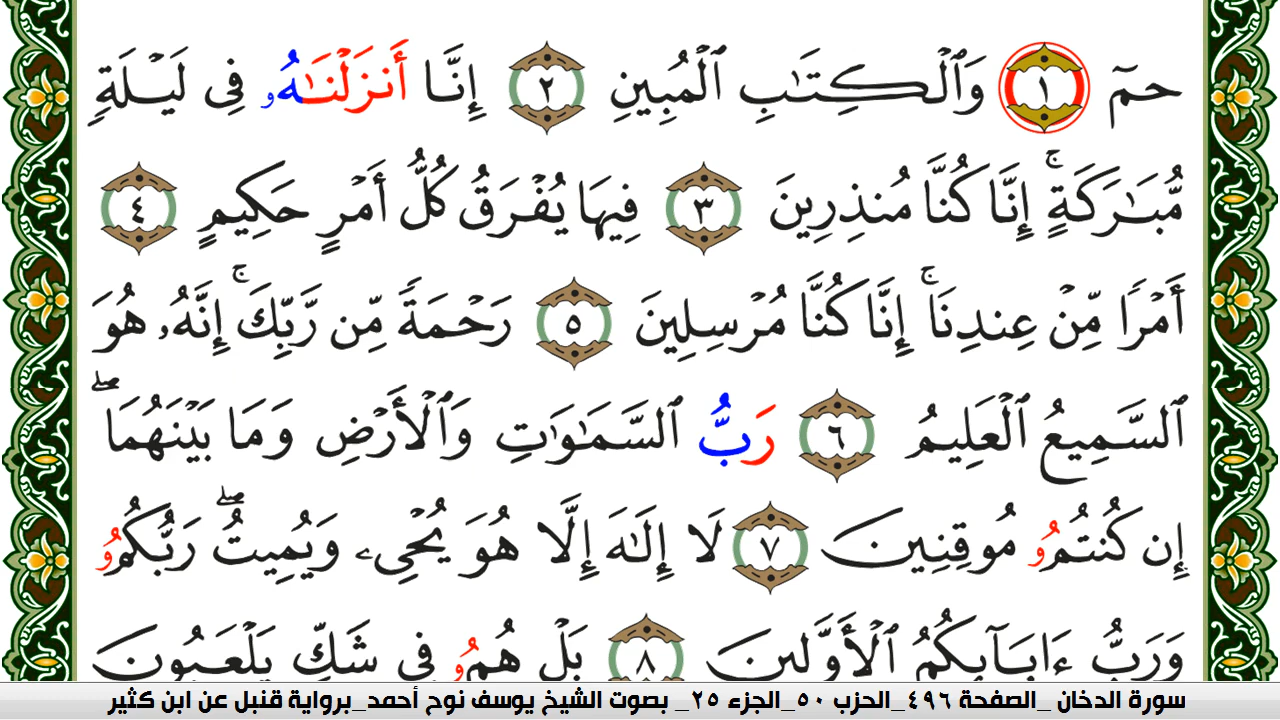 حمٓ ١ وَٱلْكِتَٰبِ ٱلْمُبِينِ ٢ إِنَّا أَنزَلْنَٰهُۥ فِى لَيْلَةٍ
مُّبَٰرَكَةٍ ۚ إِنَّا كُنَّا مُنذِرِينَ ٣ فِيهَا يُفْرَقُ كُلُّ أَمْرٍ حَكِيمٍ ٤
أَمْرًا مِّنْ عِندِنَا ۚ إِنَّا كُنَّا مُرْسِلِينَ ٥ رَحْمَةً مِّن رَّبِّكَ ۚ إِنَّهُۥ هُوَ
ٱلسَّمِيعُ ٱلْعَلِيمُ ٦ رَبُّ ٱلسَّمَٰوَٰتِ وَٱلْأَرْضِ وَمَا بَيْنَهُمَا ۖ
إِن كُنتُمُو مُوقِنِينَ ٧ لَا إِلَٰهَ إِلَّا هُوَ يُحْىِۦ وَيُمِيتُ ۖ رَبُّكُمُو
وَرَبُّ ءَابَآىِٕكُمُ ٱلْأَوَّلِينَ ٨ بَلْ هُمُو فِى شَكٍّ يَلْعَبُونَ
سورة الدخان _الصفحة ٤٩٦_الحزب ٥٠_الجزء ٢٥_ بصوت الشيخ يوسف نوح أحمد_برواية قنبل عن ابن كثير